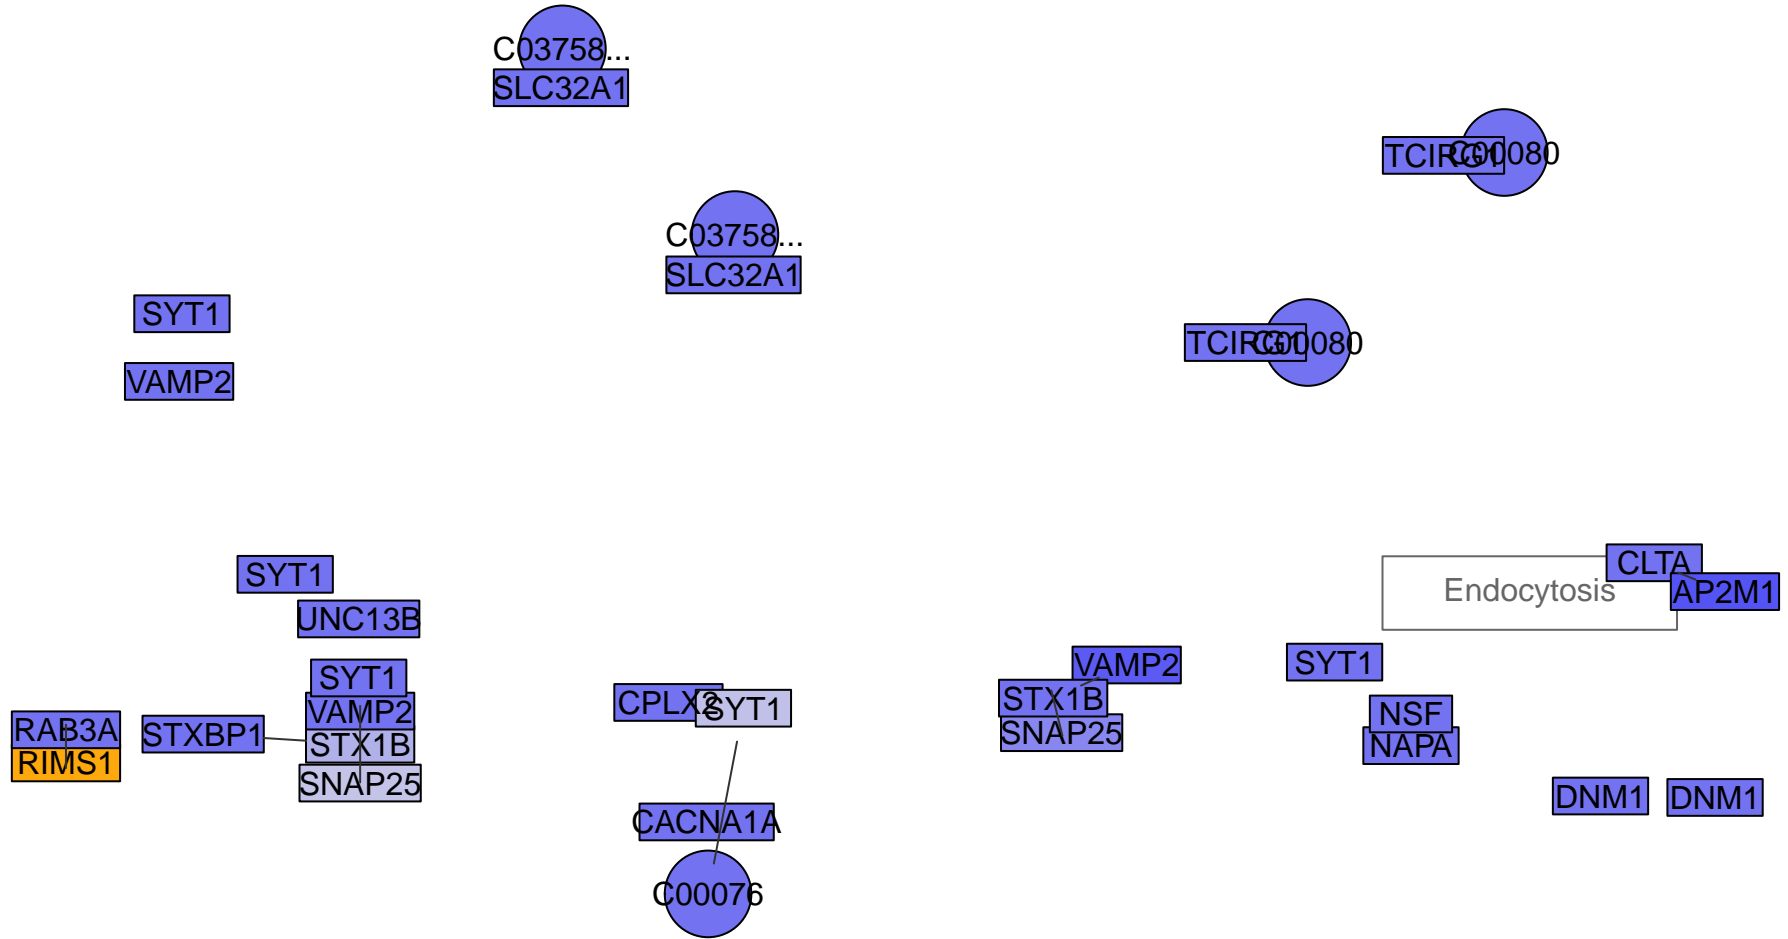 C03758...
SLC32A1
TCIRG1
C00080
C03758...
SLC32A1
SYT1
TCIRG1
C00080
VAMP2
SYT1
CLTA
Endocytosis
AP2M1
UNC13B
SYT1
VAMP2
SYT1
CPLX2
SYT1
STX1B
VAMP2
NSF
RAB3A
STXBP1
STX1B
SNAP25
NAPA
RIMS1
SNAP25
DNM1
DNM1
CACNA1A
C00076